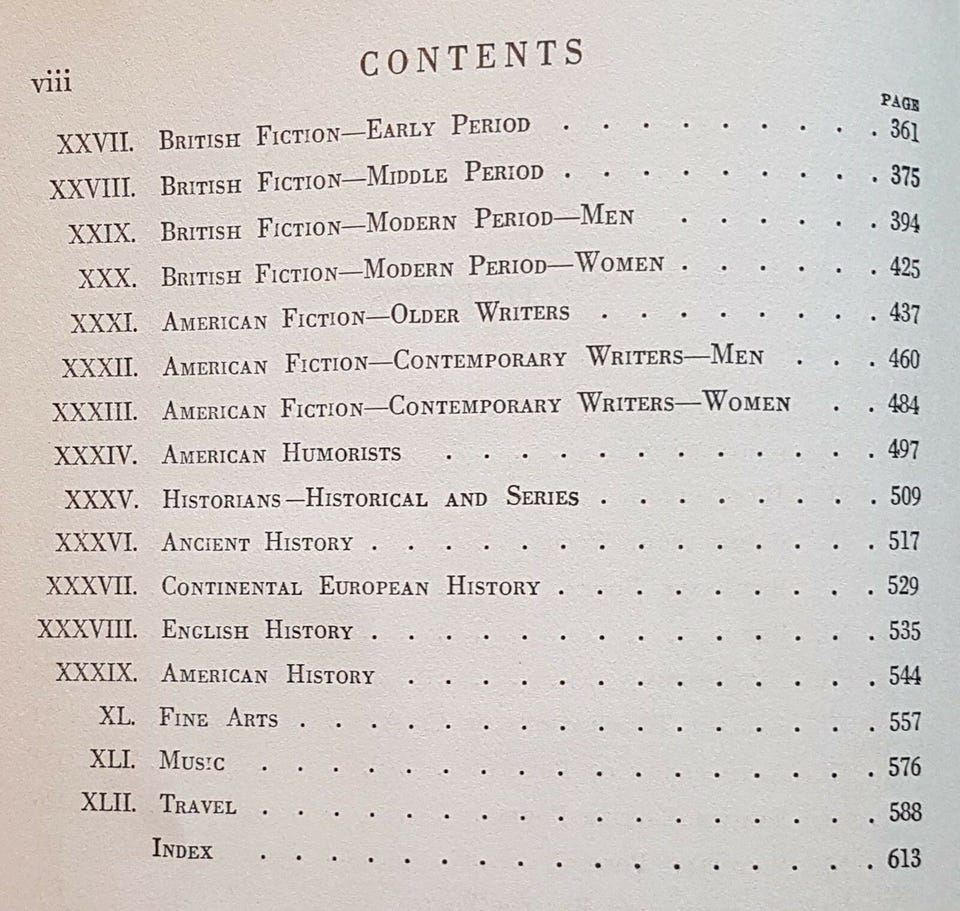 viii CONTENTS
PAGE
XXVII. British Fiction—Early Period . . . . . . . . . 361
XXVIII. British Fiction—Middle Period . . . . . . . . . 375
XXIX. British Fiction—Modern Period—Men . . . . . . 394
XXX. British Fiction—Modern Period—Women . . . . . . 425
XXXI. American Fiction—Older Writers . . . . . . . . 437
XXXII. American Fiction—Contemporary Writers—Men . . . 460
XXXIII. American Fiction—Contemporary Writers—Women . . 484
XXXIV. American Humorists . . . . . . . . . . . . 497
XXXV. Historians—Historical and Series . . . . . . . . 509
XXXVI. Ancient History . . . . . . . . . . . . . . 517
XXXVII. Continental European History . . . . . . . . . 529
XXXVIII. English History . . . . . . . . . . . . . . 535
XXXIX. American History . . . . . . . . . . . . . 544
XL. Fine Arts . . . . . . . . . . . . . . . . 557
XLI. Music . . . . . . . . . . . . . . . . . 576
XLII. Travel . . . . . . . . . . . . . . . . . 588
Index . . . . . . . . . . . . . . . . . 613